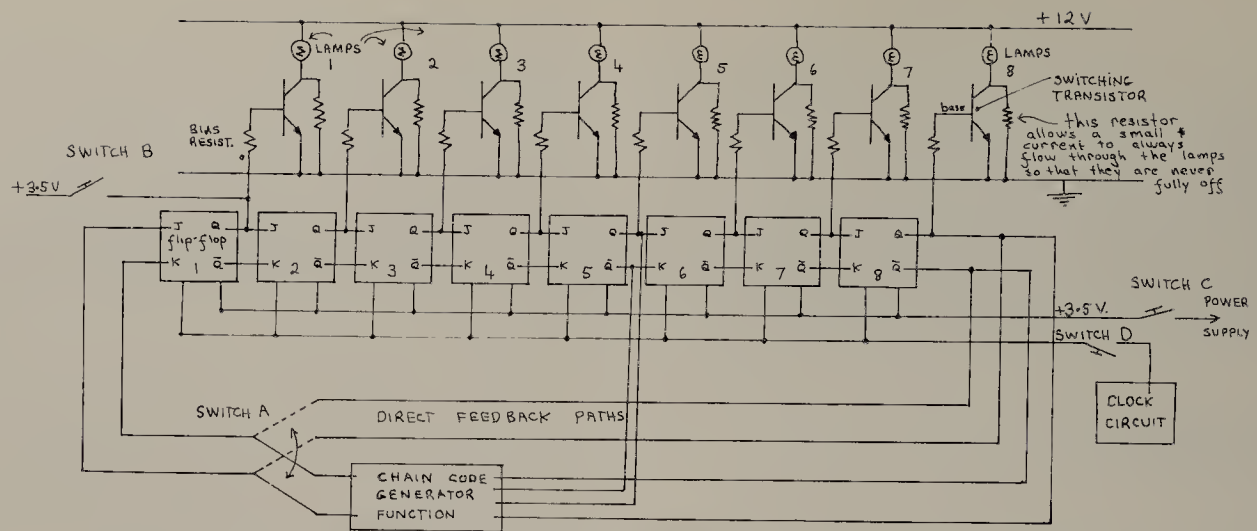 +12V
LAMPS
1
2
3
4
5
6
7
LAMPS
8
SWITCHING
TRANSISTOR
base
this resistor
allows a small
current to always
flow through the lamps
so that they are never
fully off
BIAS
RESIST.
SWITCH B
+3.5V
J Q
flip-flop
K 1 Q̄
J Q
K 2 Q̄
J Q
K 3 Q̄
J Q
K 4 Q̄
J Q
K 5 Q̄
J Q
K 6 Q̄
J Q
K 7 Q̄
J Q
K 8 Q̄
SWITCH C
+3.5V.
POWER
SUPPLY
SWITCH D
CLOCK
CIRCUIT
SWITCH A
DIRECT FEEDBACK PATHS
CHAIN CODE
GENERATOR
FUNCTION